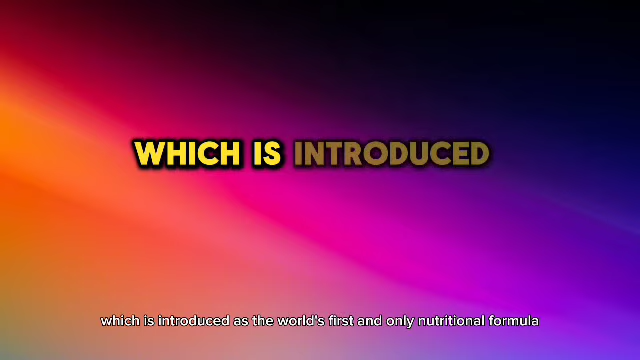 WHICH IS INTRODUCED
which is introduced as the world's first and only nutritional formula